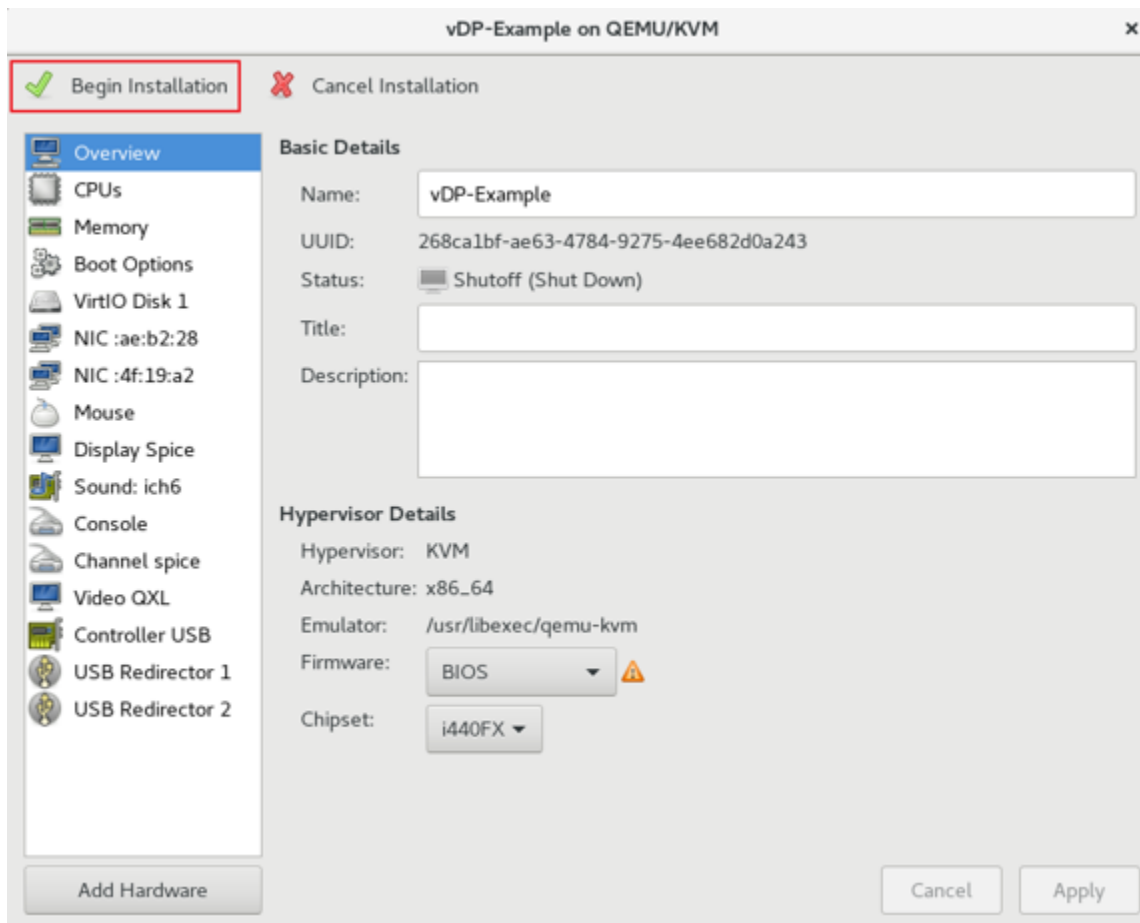 vDP-Example on QEMU/KVM
Begin Installation
Cancel Installation
Overview
CPUs
Memory
Boot Options
VirtIO Disk 1
NIC :ae:b2:28
NIC :4f:19:a2
Mouse
Display Spice
Sound: ich6
Console
Channel spice
Video QXL
Controller USB
USB Redirector 1
USB Redirector 2
Add Hardware
Basic Details
Name: vDP-Example
UUID: 268ca1bf-ae63-4784-9275-4ee682d0a243
Status: Shutoff (Shut Down)
Title:
Description:
Hypervisor Details
Hypervisor: KVM
Architecture: x86_64
Emulator: /usr/libexec/qemu-kvm
Firmware: BIOS
Chipset: i440FX
Cancel
Apply